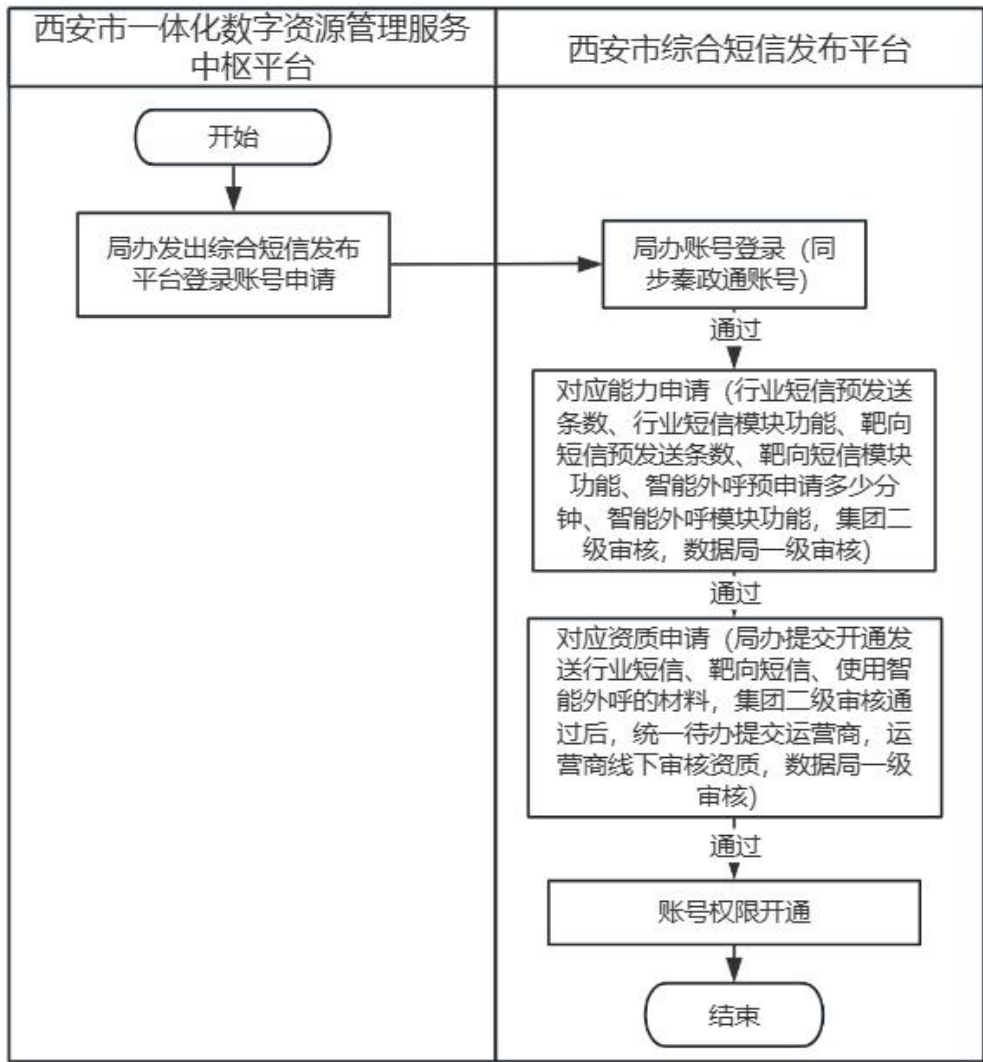 西安市一体化数字资源管理服务
中枢平台
西安市综合短信发布平台
开始
局办发出综合短信发布
平台登录账号申请
局办账号登录（同
步秦政通账号）
通过
对应能力申请（行业短信预发送
条数、行业短信模块功能、靶向
短信预发送条数、靶向短信模块
功能、智能外呼预申请多少分
钟、智能外呼模块功能，集团二
级审核，数据局一级审核）
通过
对应资质申请（局办提交开通发
送行业短信、靶向短信、使用智
能外呼的材料，集团二级审核通
过后，统一待办提交运营商，运
营商线下审核资质，数据局一级
审核）
通过
账号权限开通
结束